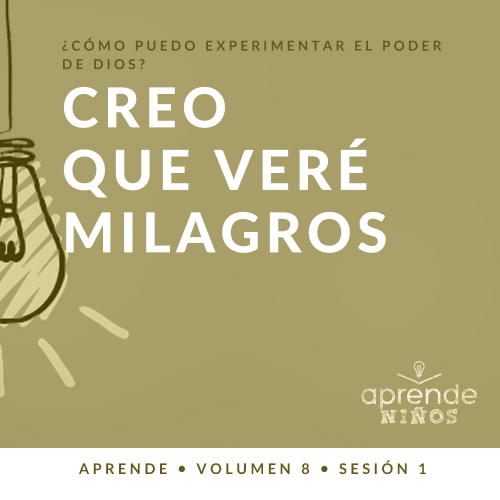 ¿CÓMO PUEDO EXPERIMENTAR EL PODER
DE DIOS?
CREO
QUE VERÉ
MILAGROS
aprende
NIÑOS
APRENDE • VOLUMEN 8 • SESIÓN 1